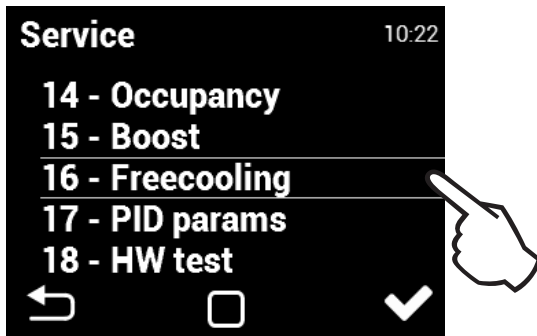 Service 10:22
14 - Occupancy
15 - Boost
16 - Freecooling
17 - PID params
18 - HW test